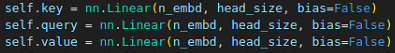 self.key = nn.Linear(n_embd, head_size, bias=False)
self.query = nn.Linear(n_embd, head_size, bias=False)
self.value = nn.Linear(n_embd, head_size, bias=False)